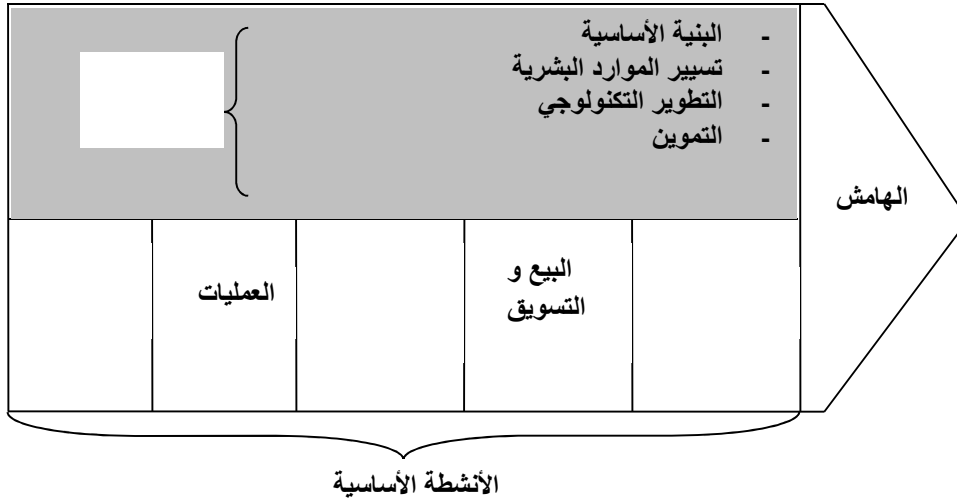 - البنية الأساسية
- تسيير الموارد البشرية
- التطوير التكنولوجي
- التموين
الهامش
البيع و
التسويق
العمليات
الأنشطة الأساسية